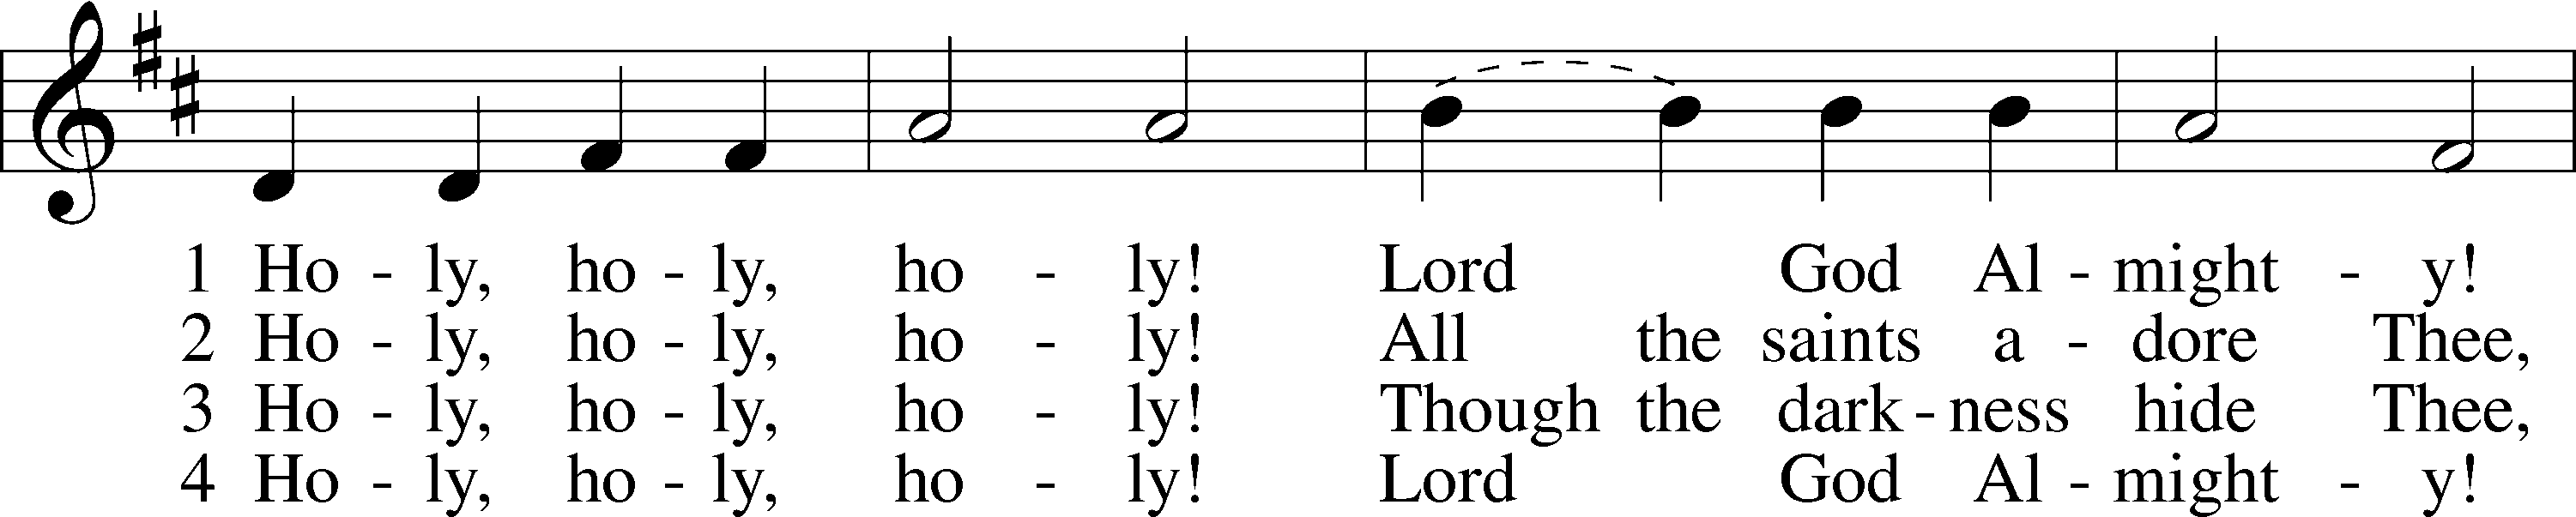 1 Ho - ly, ho - ly, ho - ly! Lord God Al - might - y!
2 Ho - ly, ho - ly, ho - ly! All the saints a - dore Thee,
3 Ho - ly, ho - ly, ho - ly! Though the dark - ness hide Thee,
4 Ho - ly, ho - ly, ho - ly! Lord God Al - might - y!